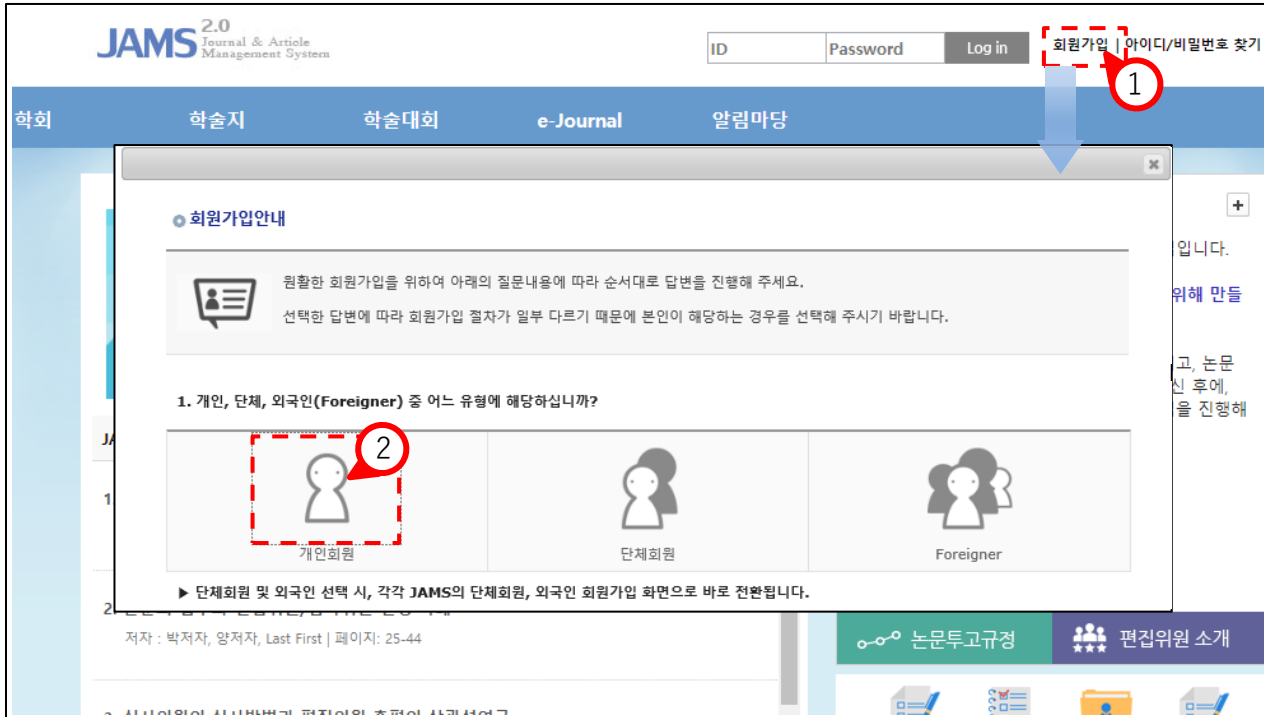 JAMS 2.0
Journal & Article
Management System
ID
Password
Log in
회원가입 | 아이디/비밀번호 찾기
1
학회
학술지
학술대회
e-Journal
알림마당
회원가입안내
원활한 회원가입을 위하여 아래의 질문내용에 따라 순서대로 답변을 진행해 주세요.
선택한 답변에 따라 회원가입 절차가 일부 다르기 때문에 본인이 해당하는 경우를 선택해 주시기 바랍니다.
입니다.
위해 만들
고, 논문
신 후에,
을 진행해
1. 개인, 단체, 외국인(Foreigner) 중 어느 유형에 해당하십니까?
2
개인회원
단체회원
Foreigner
▶ 단체회원 및 외국인 선택 시, 각각 JAMS의 단체회원, 외국인 회원가입 화면으로 바로 전환됩니다.
JA
1.
2.
저자 : 박저자, 양저자, Last First | 페이지: 25-44
논문투고규정
편집위원 소개